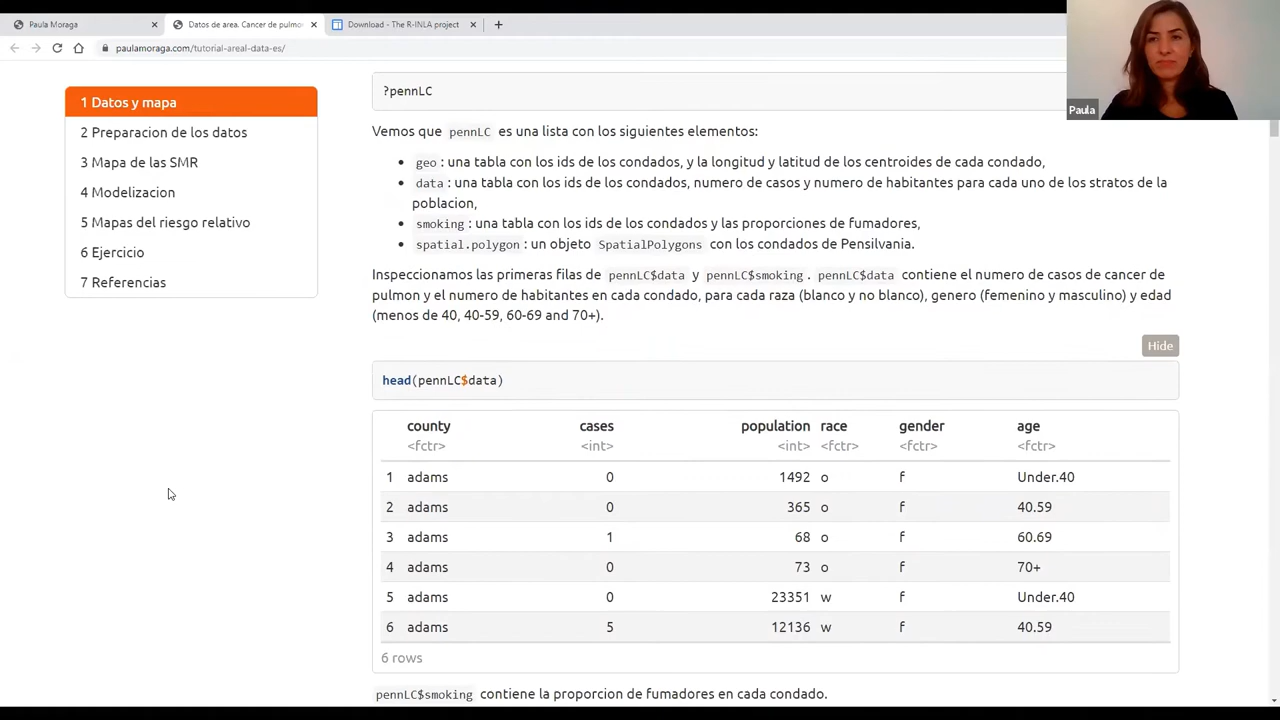 Paula Moraga
Datos de area. Cancer de pulmo
Download - The R-INLA project
paulamoraga.com/tutorial-areal-data-es/
Paula
1 Datos y mapa
2 Preparacion de los datos
3 Mapa de las SMR
4 Modelizacion
5 Mapas del riesgo relativo
6 Ejercicio
7 Referencias
?pennLC
Vemos que pennLC es una lista con los siguientes elementos:
geo : una tabla con los ids de los condados, y la longitud y latitud de los centroides de cada condado,
data : una tabla con los ids de los condados, numero de casos y numero de habitantes para cada uno de los stratos de la
poblacion,
smoking : una tabla con los ids de los condados y las proporciones de fumadores,
spatial.polygon : un objeto SpatialPolygons con los condados de Pensilvania.
Inspeccionamos las primeras filas de pennLC$data y pennLC$smoking . pennLC$data contiene el numero de casos de cancer de
pulmon y el numero de habitantes en cada condado, para cada raza (blanco y no blanco), genero (femenino y masculino) y edad
(menos de 40, 40-59, 60-69 and 70+).
Hide
head(pennLC$data)
county cases population race gender age
<fctr> <int> <int> <fctr> <fctr> <fctr>
1 adams 0 1492 o f Under.40
2 adams 0 365 o f 40.59
3 adams 1 68 o f 60.69
4 adams 0 73 o f 70+
5 adams 0 23351 w f Under.40
6 adams 5 12136 w f 40.59
6 rows
pennLC$smoking contiene la proporcion de fumadores en cada condado.